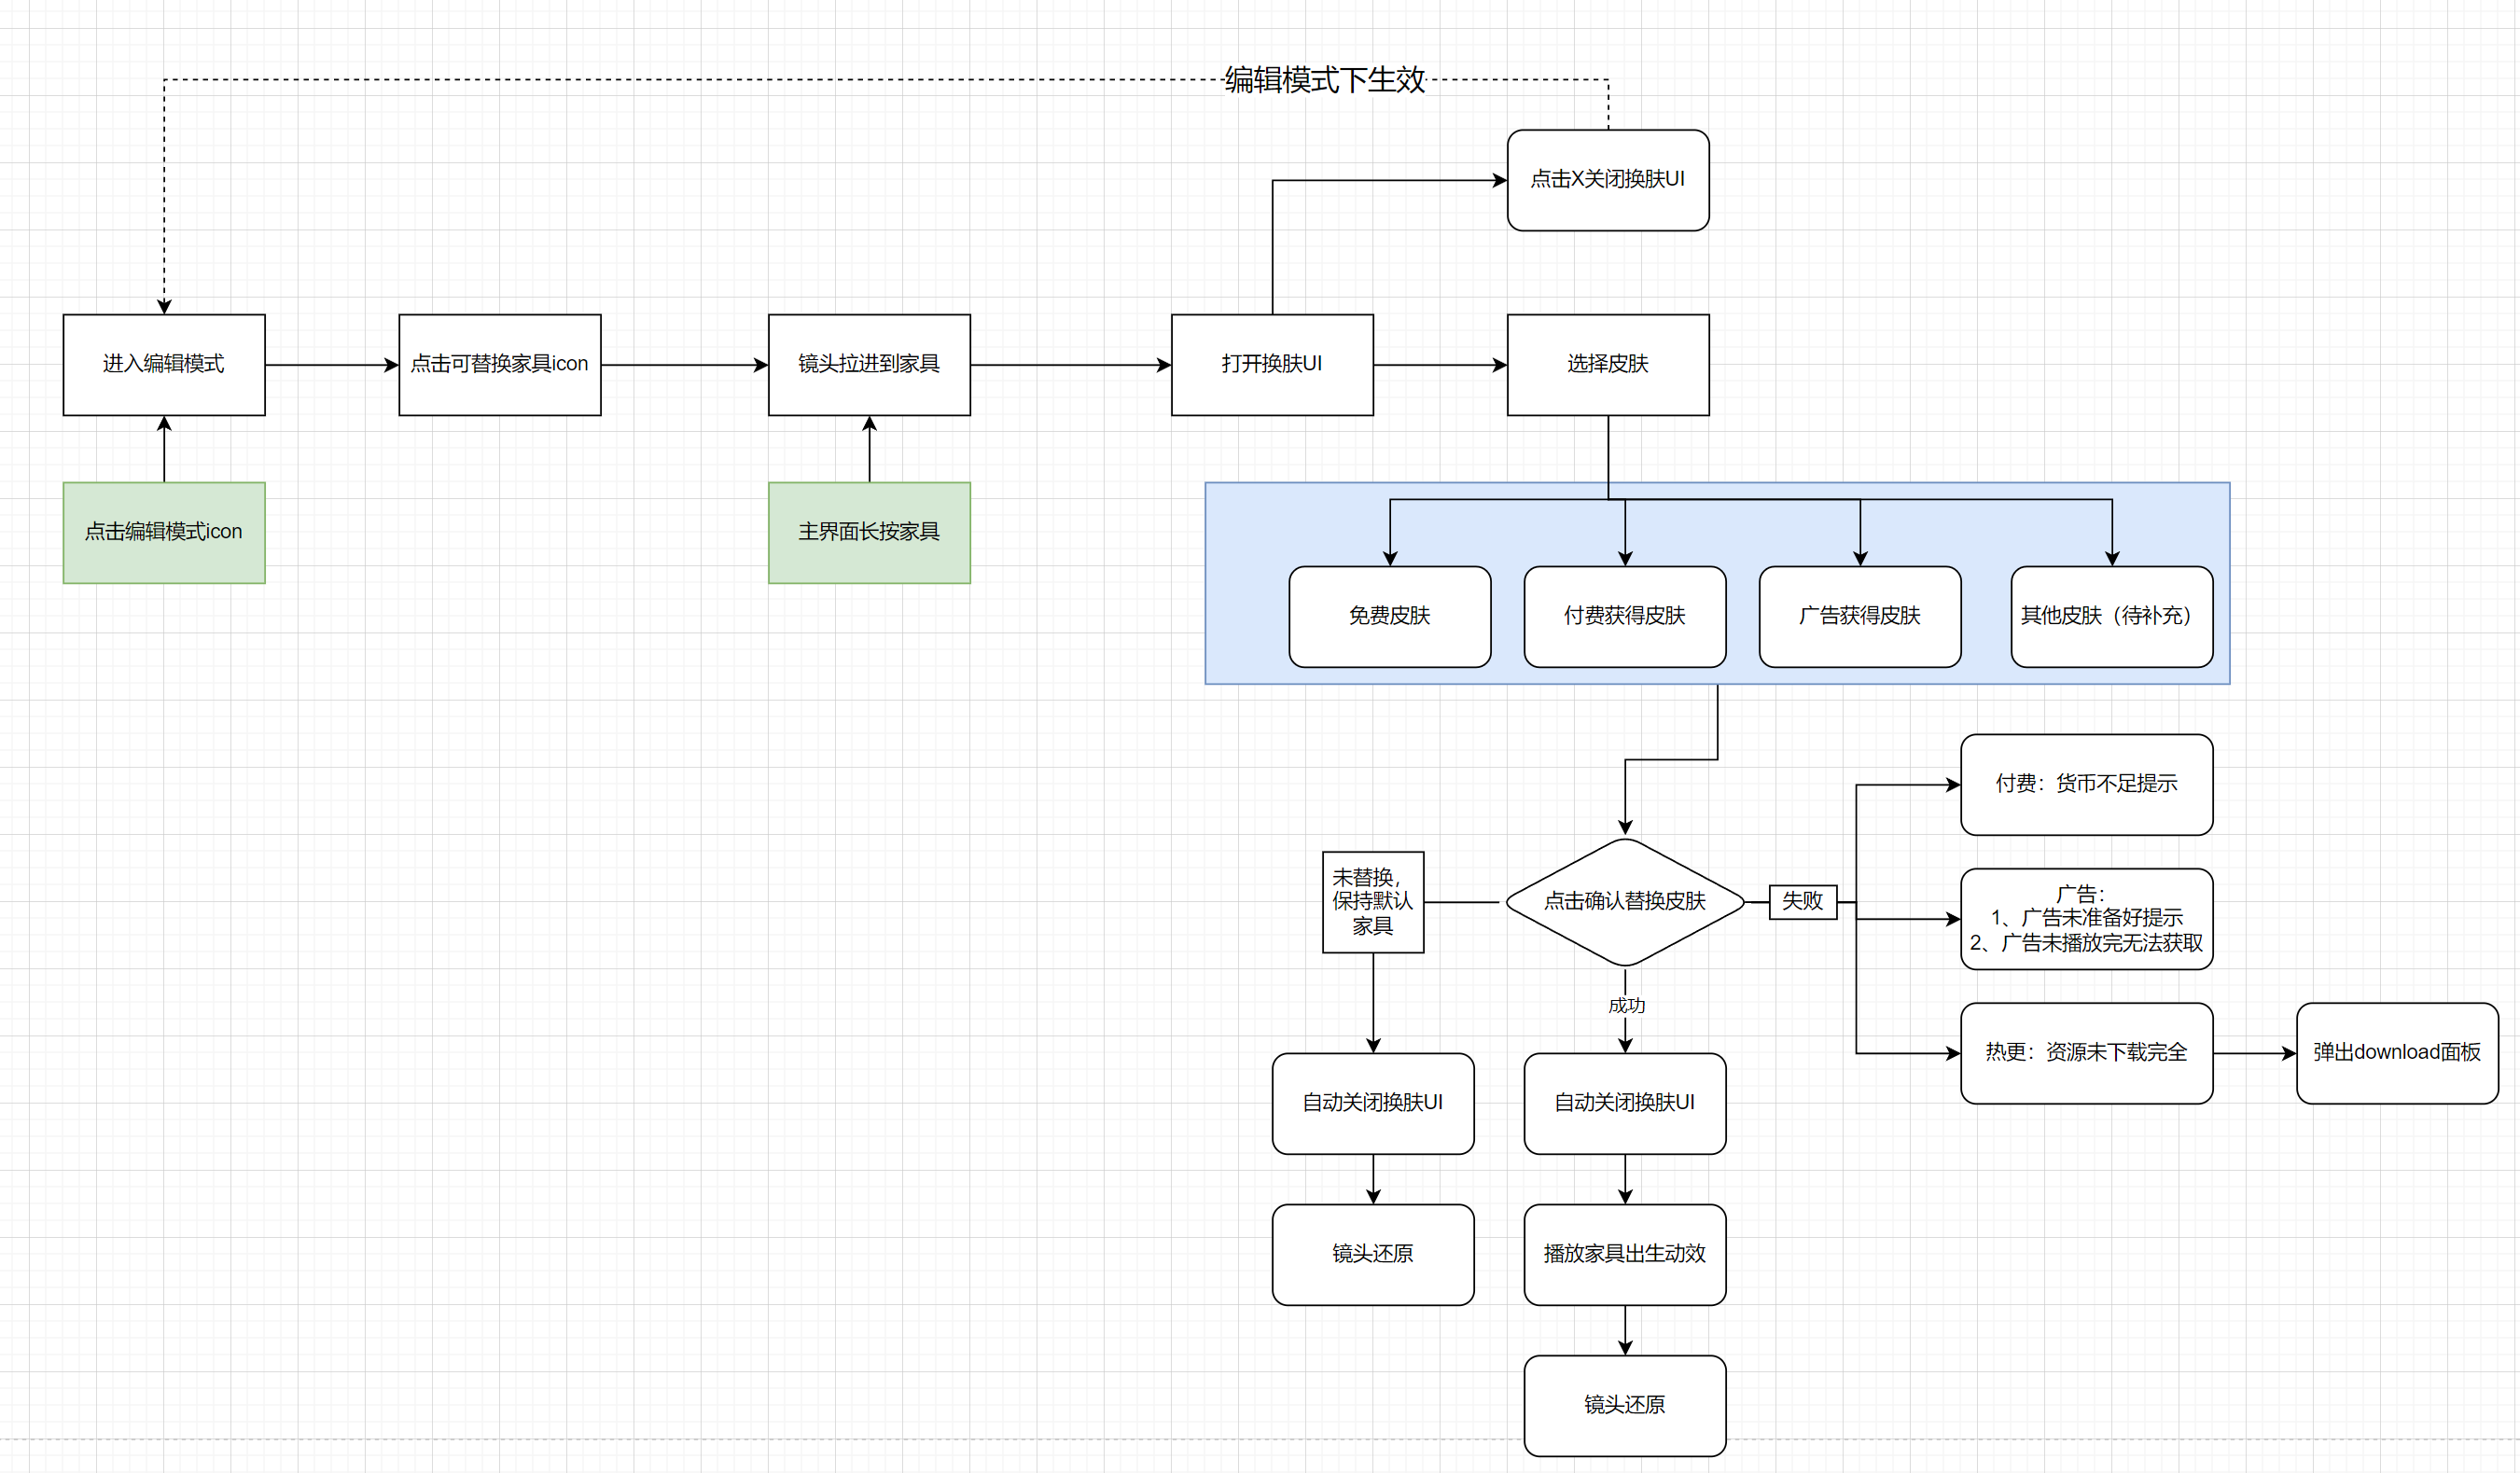 编辑模式下生效
点击X关闭换肤UI
进入编辑模式
点击可替换家具icon
镜头拉进到家具
打开换肤UI
选择皮肤
点击编辑模式icon
主界面长按家具
免费皮肤
付费获得皮肤
广告获得皮肤
其他皮肤（待补充）
付费：货币不足提示
未替换，
保持默认
家具
点击确认替换皮肤
失败
广告：
1、广告未准备好提示
2、广告未播放完无法获取
成功
热更：资源未下载完全
弹出download面板
自动关闭换肤UI
自动关闭换肤UI
镜头还原
播放家具出生动效
镜头还原